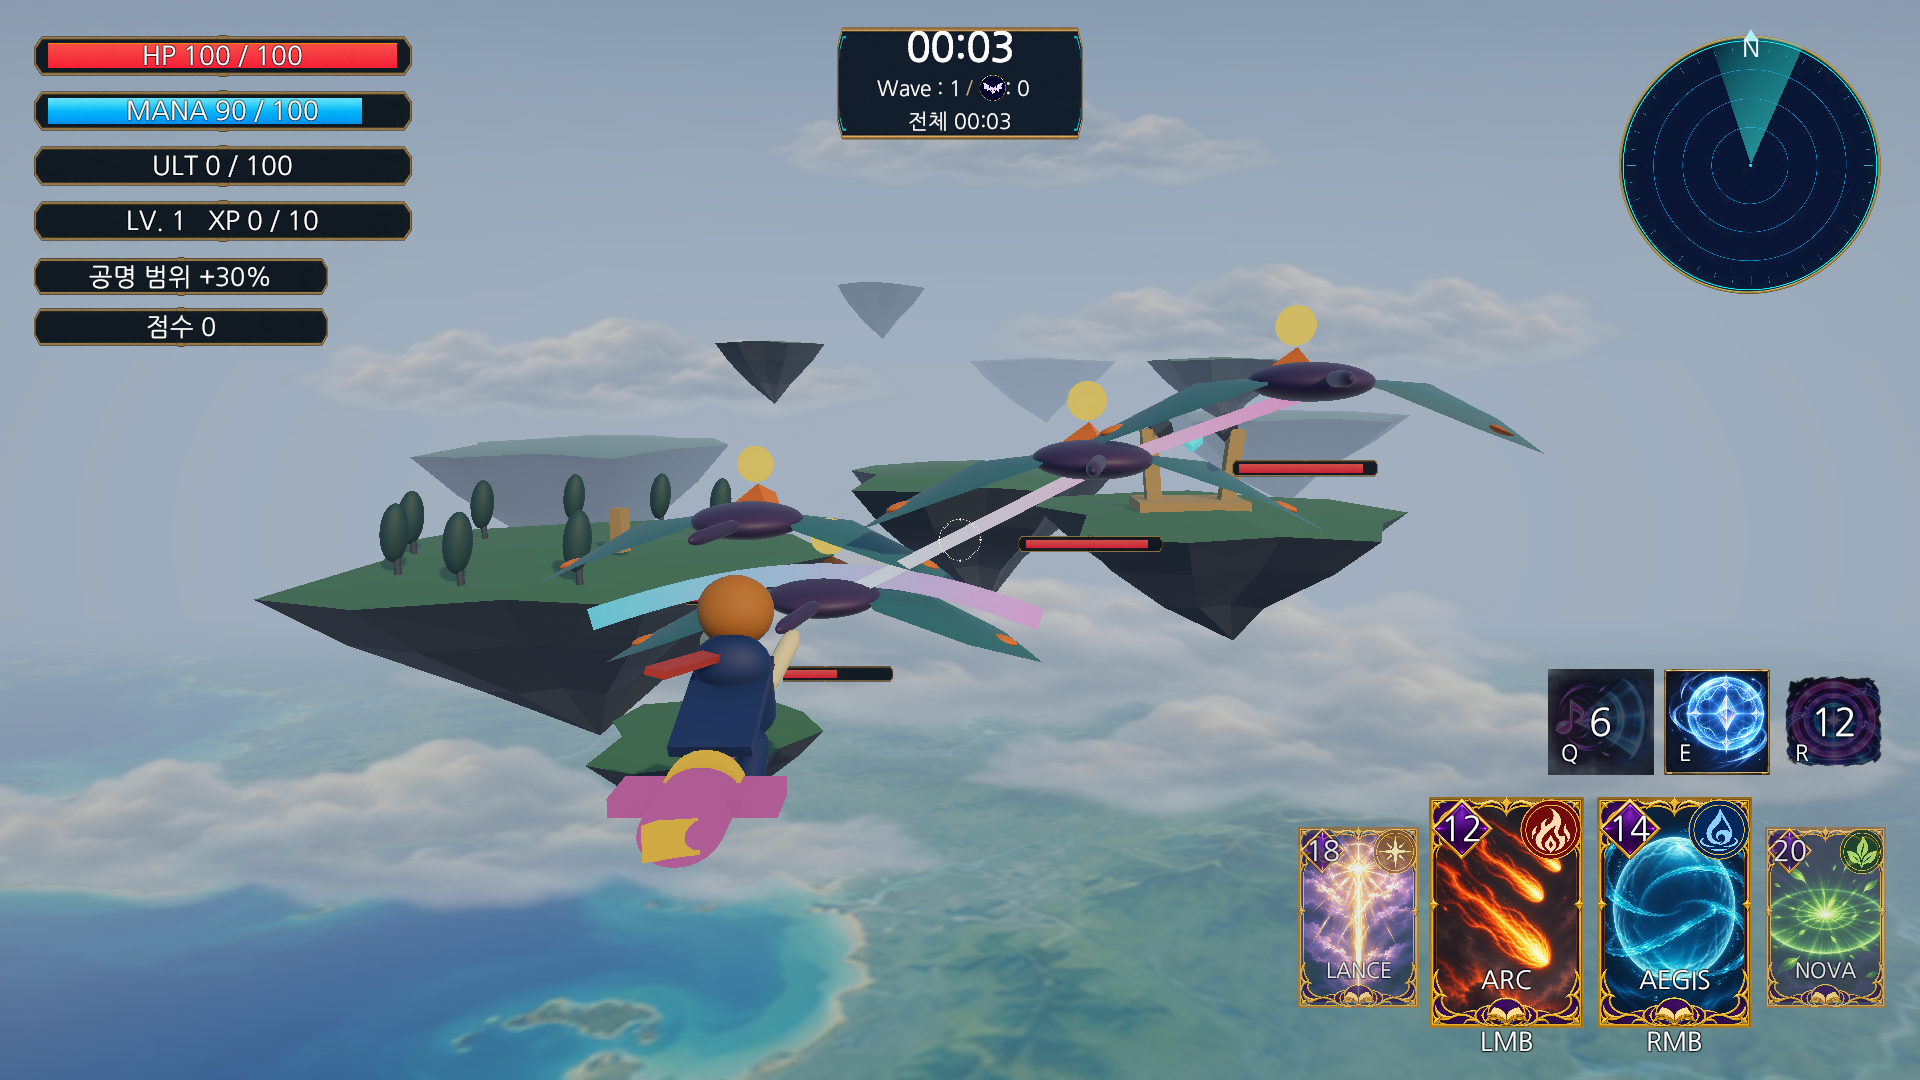 HP 100 / 100
MANA 90 / 100
ULT 0 / 100
LV. 1 XP 0 / 10
공명 범위 +30%
점수 0
00:03
Wave : 1 / : 0
전체 00:03
N
6
Q
E
12
R
18
LANCE
12
ARC
LMB
14
AEGIS
RMB
20
NOVA